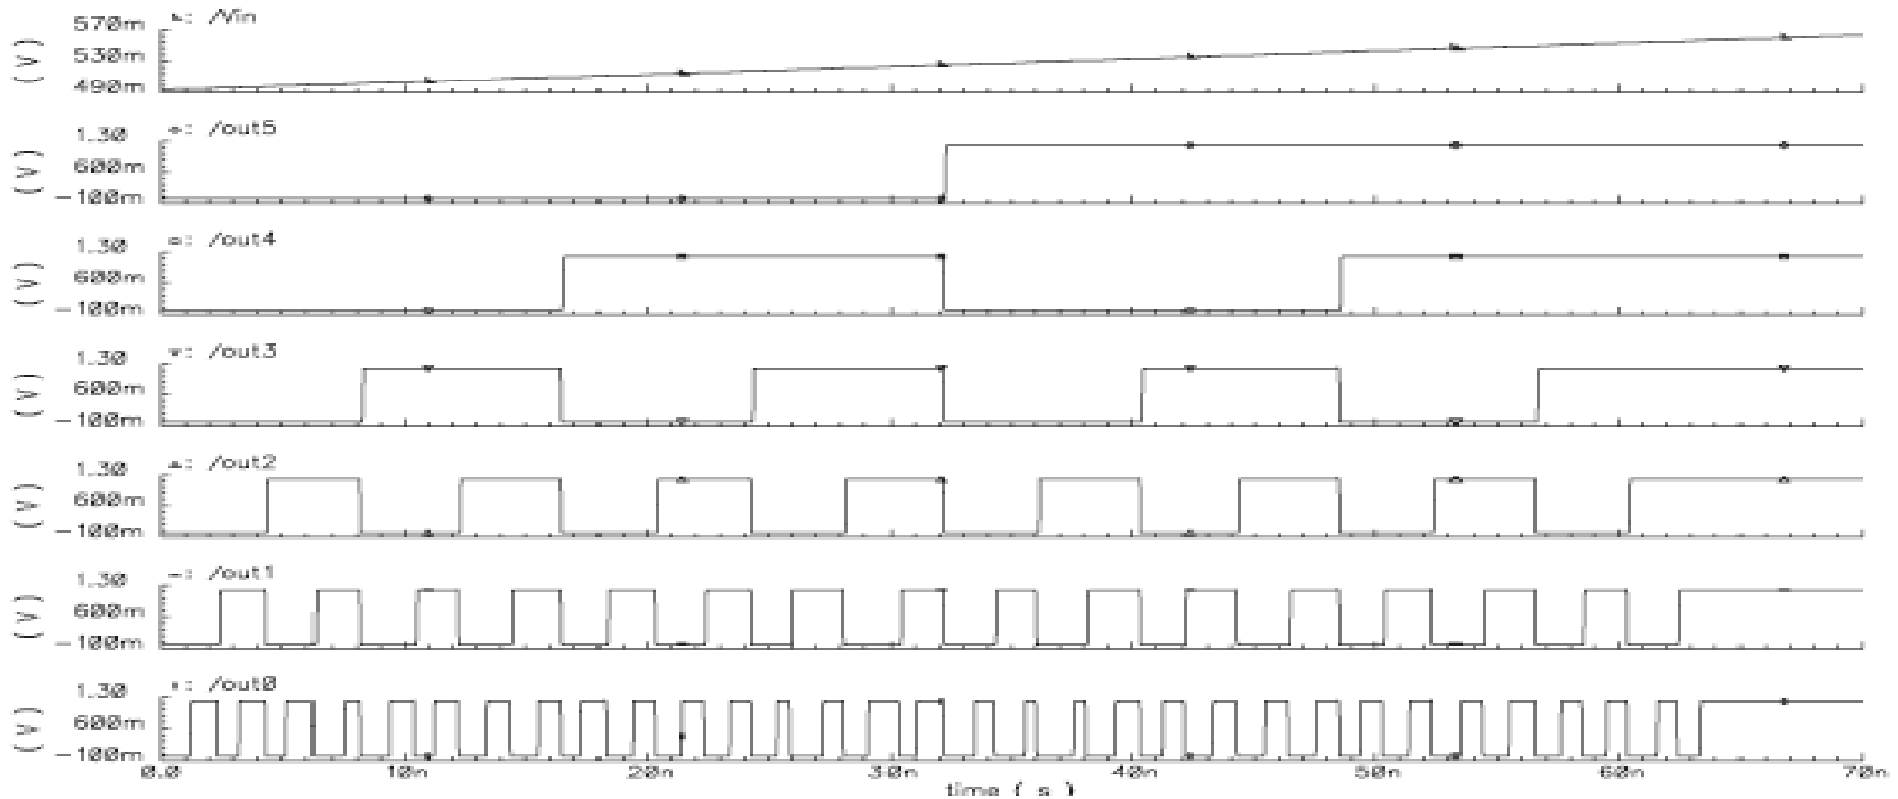 570m /Vin
(V) 530m
490m
1.30 /out5
(V) 600m
-100m
1.30 /out4
(V) 600m
-100m
1.30 /out3
(V) 600m
-100m
1.30 /out2
(V) 600m
-100m
1.30 /out1
(V) 600m
-100m
1.30 /out0
(V) 600m
-100m
0.0 10n 20n 30n 40n 50n 60n 70n
time ( s )